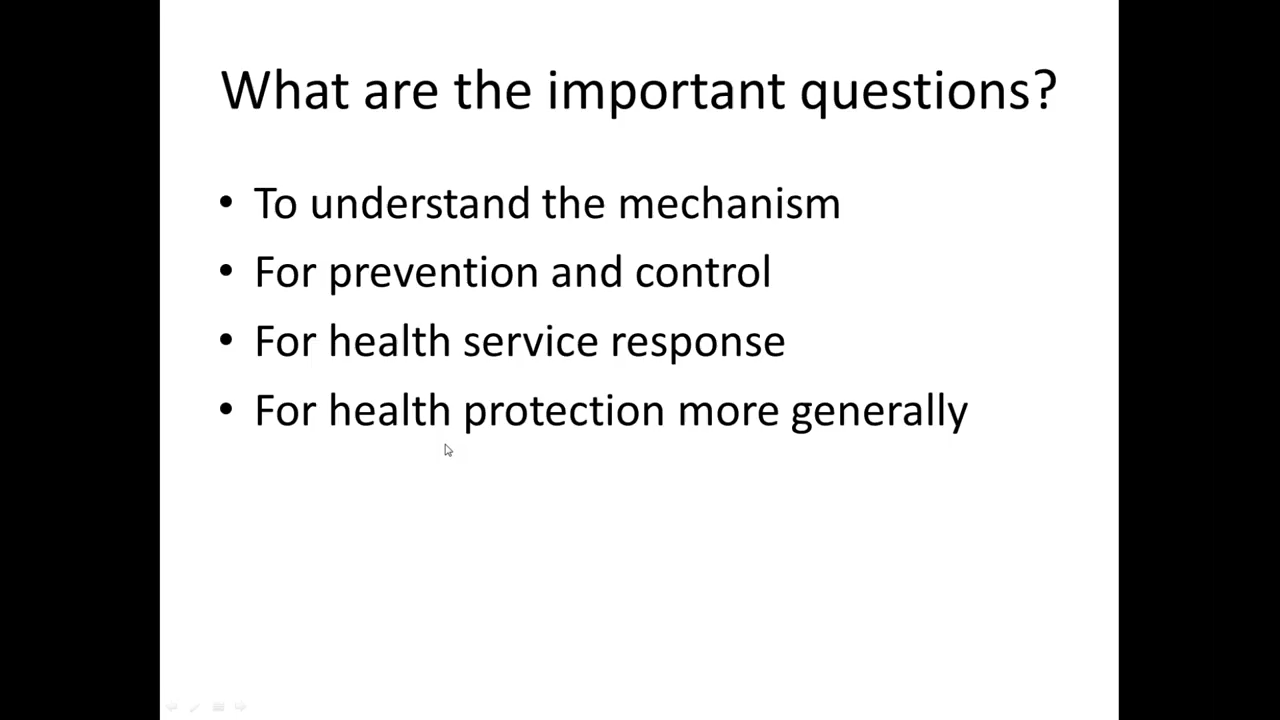 What are the important questions?
• To understand the mechanism
• For prevention and control
• For health service response
• For health protection more generally